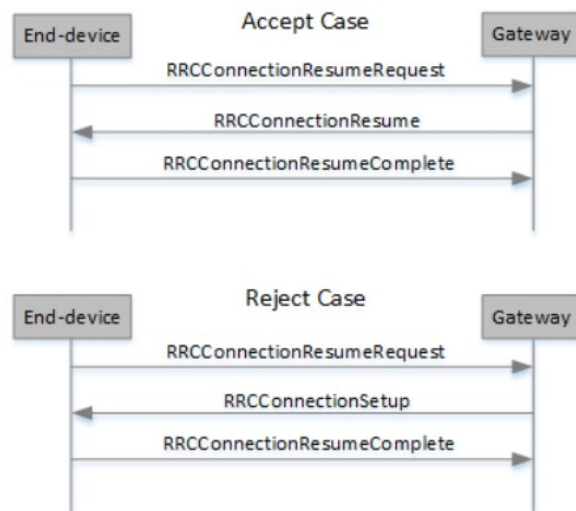 Accept Case
End-device
Gateway
RRCConnectionResumeRequest
RRCConnectionResume
RRCConnectionResumeComplete
Reject Case
End-device
Gateway
RRCConnectionResumeRequest
RRCConnectionSetup
RRCConnectionResumeComplete